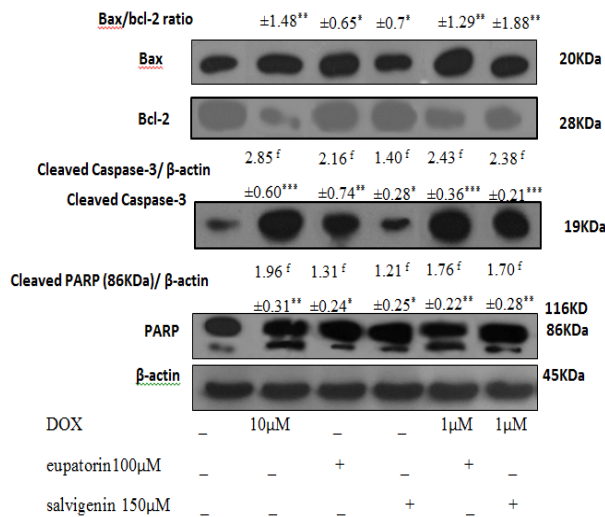 Bax/bcl-2 ratio ±1.48** ±0.65* ±0.7* ±1.29** ±1.88**
Bax 20KDa
Bcl-2 28KDa
2.85 f 2.16 f 1.40 f 2.43 f 2.38 f
Cleaved Caspase-3/ β-actin
±0.60*** ±0.74** ±0.28* ±0.36*** ±0.21***
Cleaved Caspase-3 19KDa
1.96 f 1.31 f 1.21 f 1.76 f 1.70 f
Cleaved PARP (86KDa)/ β-actin
±0.31** ±0.24* ±0.25* ±0.22** ±0.28** 116KD
PARP 86KDa
β-actin 45KDa
DOX _ 10µM _ _ 1µM 1µM
eupatorin100µM _ _ + _ + _
salvigenin 150µM _ _ _ + _ +